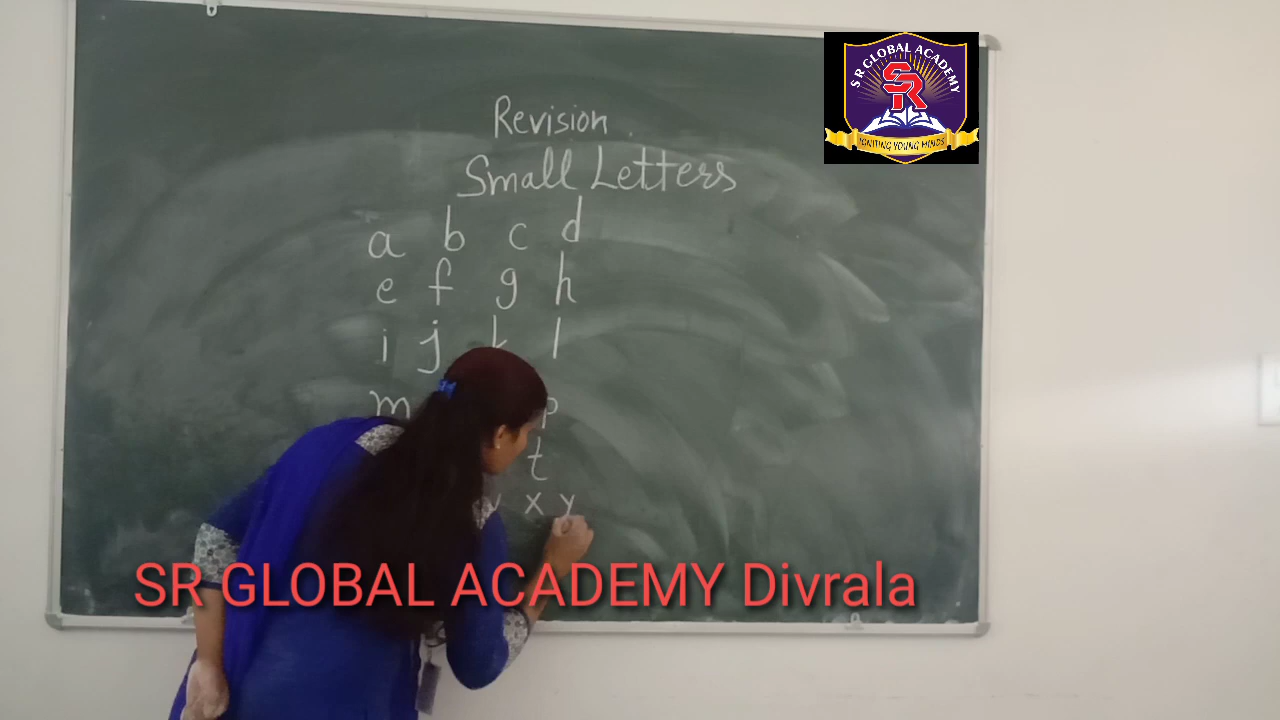 S R GLOBAL ACADEMY
SR
IGNITING YOUNG MINDS
Revision
Small Letters
a b c d
e f g h
i j k l
m p
t
x y
SR GLOBAL ACADEMY Divrala